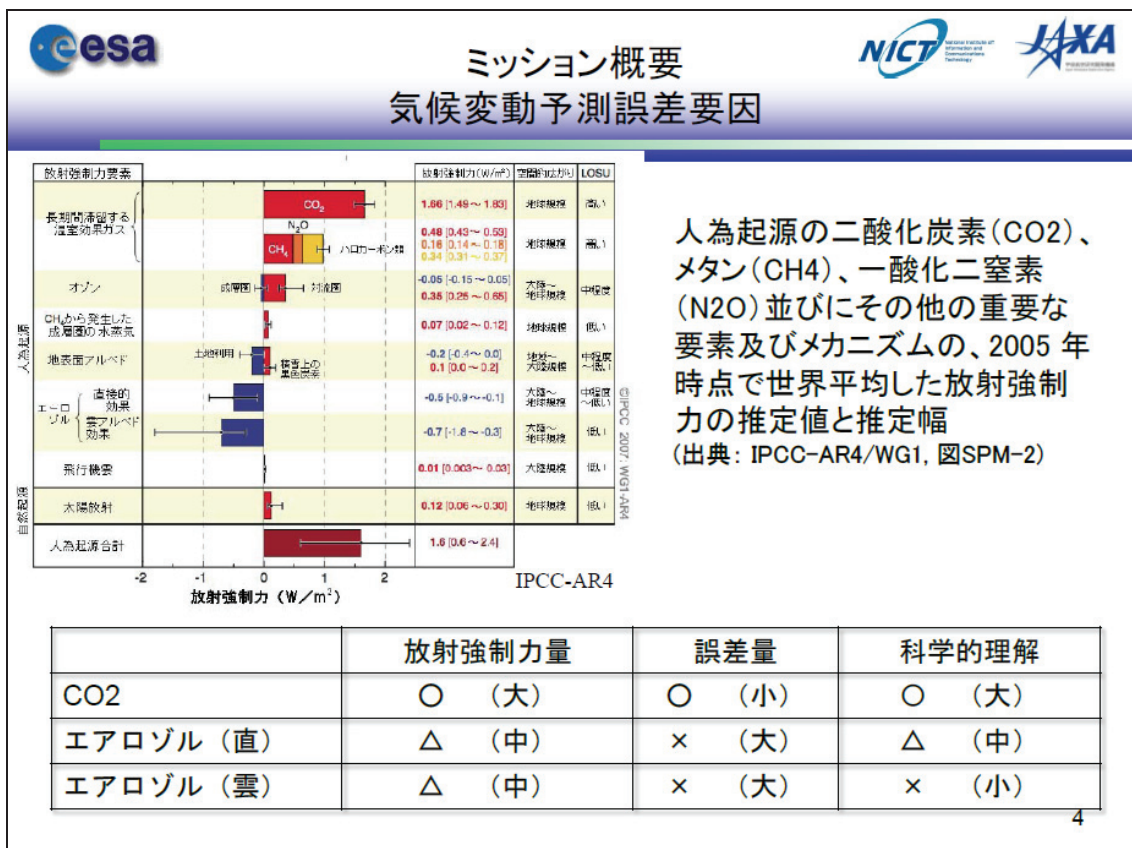 esa
NICT National Institute of Information and Communications Technology
JAXA
ミッション概要
気候変動予測誤差要因
放射強制力要素
放射強制力(W/m²) 空間的広がり LOSU
人為起源
長期間滞留する
温室効果ガス
CO₂
1.66 [1.49～1.83] 地球規模 高い
N₂O
CH₄ ハロカーボン類
0.48 [0.43～0.53]
0.16 [0.14～0.18] 地球規模 高い
0.34 [0.31～0.37]
オゾン 成層圏 対流圏
-0.05 [-0.15～0.05] 大陸～ 中程度
0.35 [0.25～0.65] 地球規模
CH₄から発生した
成層圏の水蒸気
0.07 [0.02～0.12] 地球規模 低い
地表面アルベド 土地利用 積雪上の
黒色炭素
-0.2 [-0.4～0.0] 地域～ 中程度
0.1 [0.0～0.2] 大陸規模 ～低い
エーロ
ゾル
直接的
効果
-0.5 [-0.9～-0.1] 大陸～ 中程度
地球規模 ～低い
雲アルベド
効果
-0.7 [-1.8～-0.3] 大陸～ 低い
地球規模
飛行機雲 0.01 [0.003～0.03] 大陸規模 低い
自然起源
太陽放射 0.12 [0.06～0.30] 地球規模 低い
人為起源合計 1.6 [0.6～2.4]
-2 -1 0 1 2
放射強制力 (W／m²)
IPCC-AR4
©IPCC 2007: WG1-AR4
人為起源の二酸化炭素(CO2)、
メタン(CH4)、一酸化二窒素
(N2O)並びにその他の重要な
要素及びメカニズムの、2005 年
時点で世界平均した放射強制
力の推定値と推定幅
(出典: IPCC-AR4/WG1, 図SPM-2)
放射強制力量 誤差量 科学的理解
CO2 ○ (大) ○ (小) ○ (大)
エアロゾル (直) △ (中) × (大) △ (中)
エアロゾル (雲) △ (中) × (大) × (小)
4